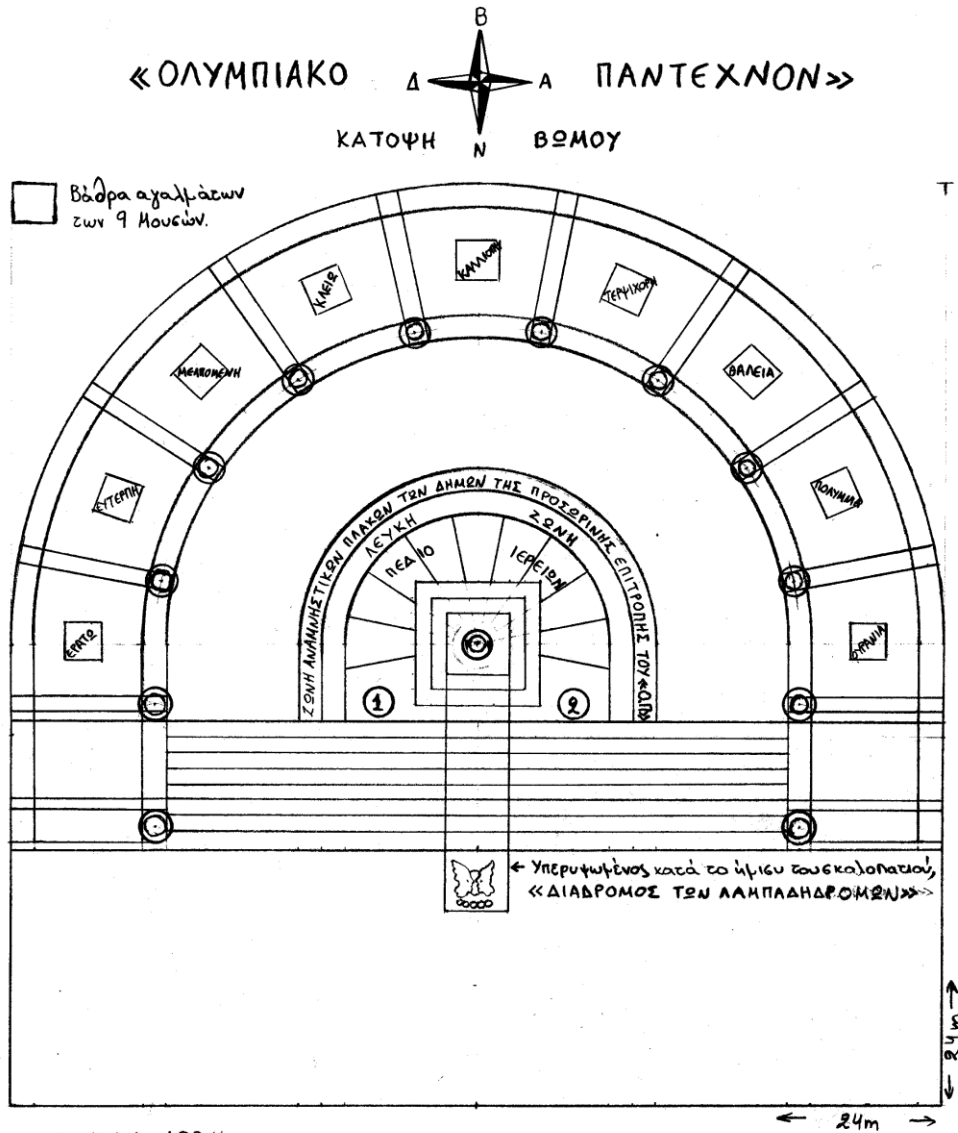 Β
«ΟΛΥΜΠΙΑΚΟ ΠΑΝΤΕΧΝΟΝ»
Δ Α
ΚΑΤΟΨΗ ΒΩΜΟΥ
Ν
Βάθρα αγαλμάτων
των 9 Μουσών.
ΚΑΛΛΙΟΠΗ
ΚΛΕΙΩ
ΤΕΡΨΙΧΟΡΗ
ΜΕΛΠΟΜΕΝΗ
ΘΑΛΕΙΑ
ΕΥΤΕΡΠΗ
ΠΟΛΥΜΝΙΑ
ΕΡΑΤΩ
ΟΥΡΑΝΙΑ
ΖΩΝΗ ΑΝΑΜΝΗΣΤΙΚΩΝ ΠΛΑΚΩΝ ΤΩΝ ΔΗΜΩΝ ΤΗΣ ΠΡΟΣΩΡΙΝΗΣ ΕΠΙΤΡΟΠΗΣ ΤΟΥ «Ο.Π»
ΛΕΥΚΗ ΖΩΝΗ
ΠΕΔΙΟ ΙΕΡΕΙΩΝ
1 2
← Υπερυψωμένος κατά το ήμισυ του σκαλοπατιού,
«ΔΙΑΔΡΟΜΟΣ ΤΩΝ ΛΑΜΠΑΔΗΔΡΟΜΩΝ»
← 24m →
← 24m →